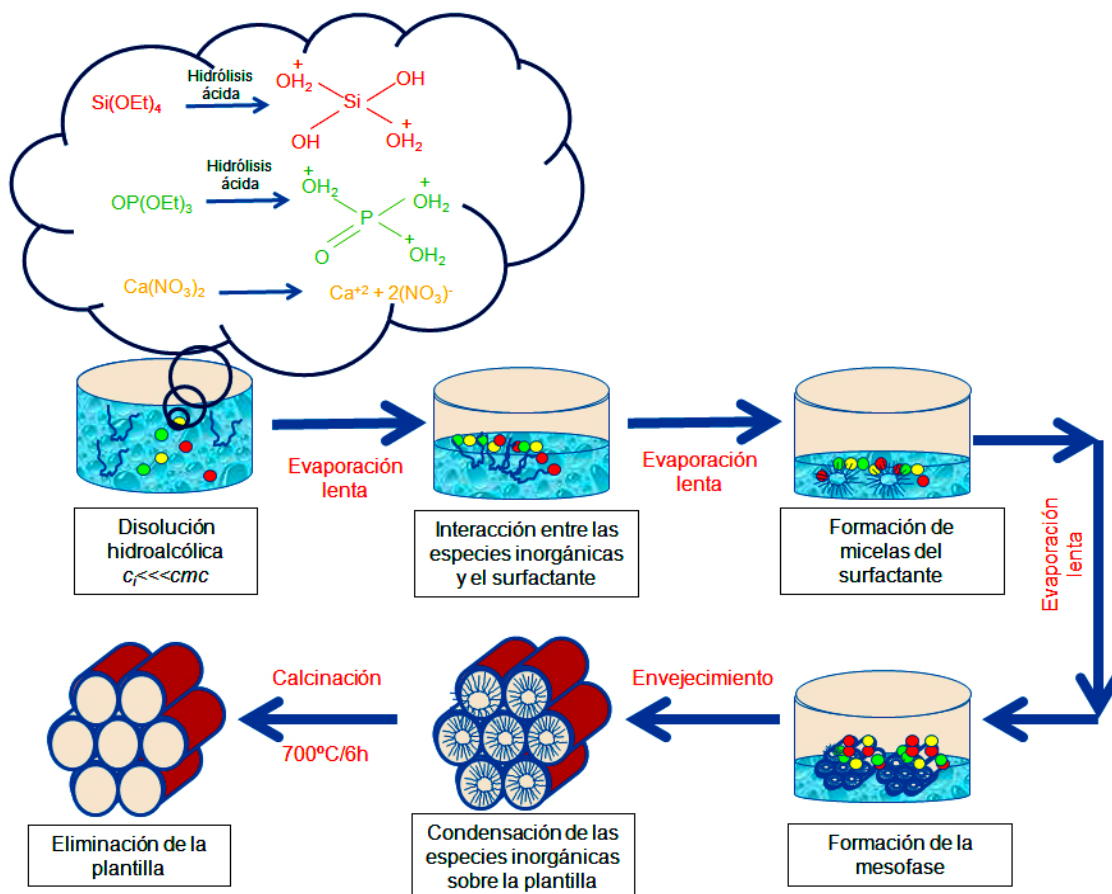 Si(OEt)4
Hidrólisis
ácida
+
OH2
OH
Si
OH
+
OH2
OP(OEt)3
Hidrólisis
ácida
+
OH2
+
OH2
P
O
+
OH2
Ca(NO3)2
Ca+2 + 2(NO3)-
Evaporación
lenta
Evaporación
lenta
Disolución
hidroalcólica
ci<<<cmc
Interacción entre las
especies inorgánicas
y el surfactante
Formación de
micelas del
surfactante
Evaporación
lenta
Calcinación
700ºC/6h
Envejecimiento
Eliminación de la
plantilla
Condensación de las
especies inorgánicas
sobre la plantilla
Formación de la
mesofase